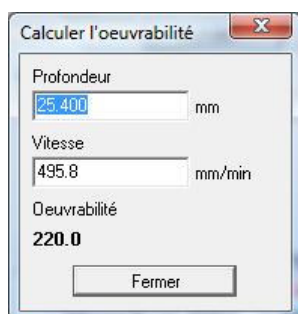 Calculer l'oeuvrabilité
Profondeur
25.400 mm
Vitesse
495.8 mm/min
Oeuvrabilité
220.0
Fermer